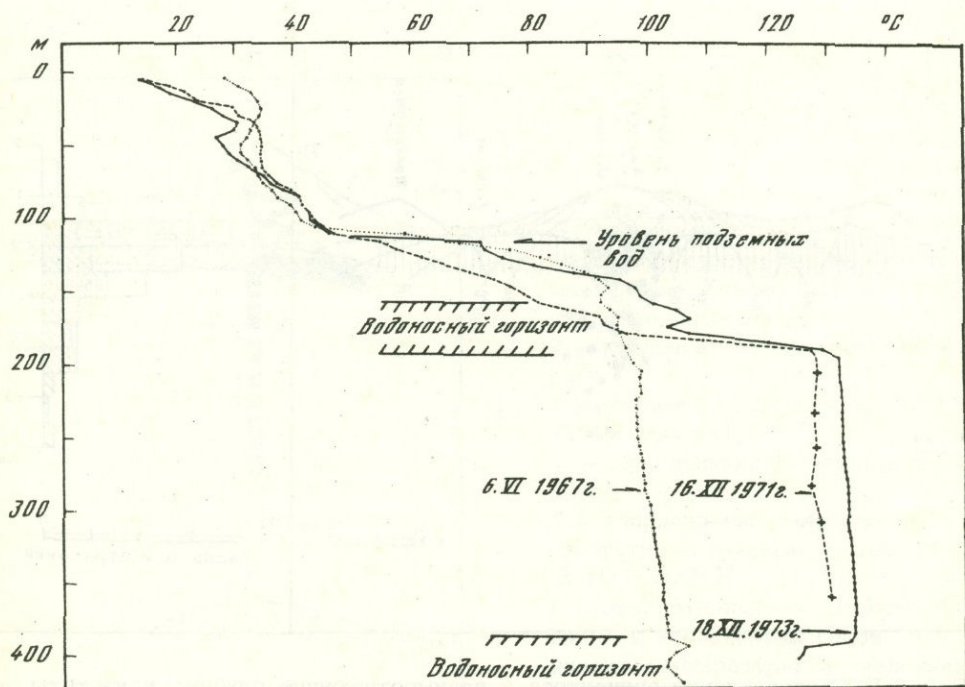 20 40 60 80 100 120 °С
м
0
100
Уровень подземных
вод
Водоносный горизонт
200
6.VI 1967г. 16.XII 1971г.
300
18.XII.1973г.
400
Водоносный горизонт